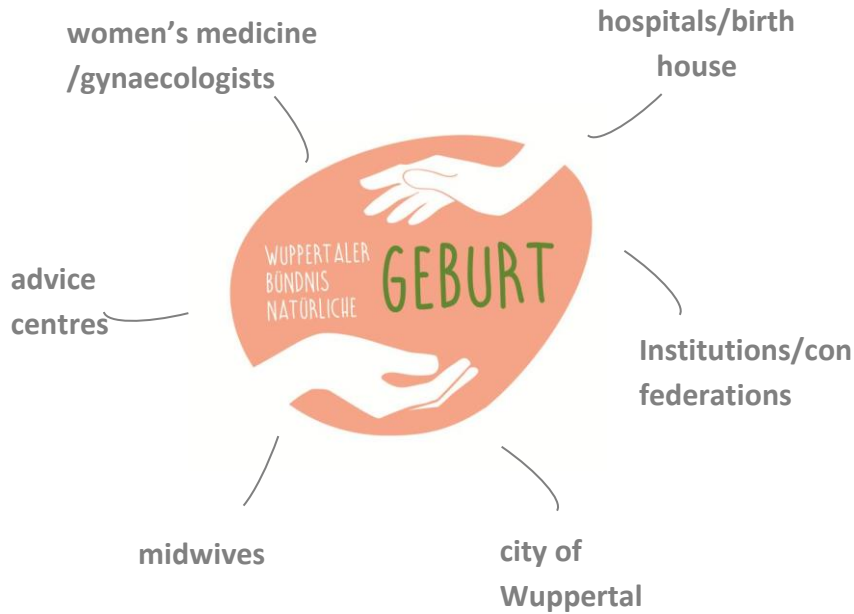 women's medicine
/gynaecologists
hospitals/birth
house
WUPPERTALER
BÜNDNIS
NATÜRLICHE
GEBURT
advice
centres
Institutions/con
federations
midwives
city of
Wuppertal